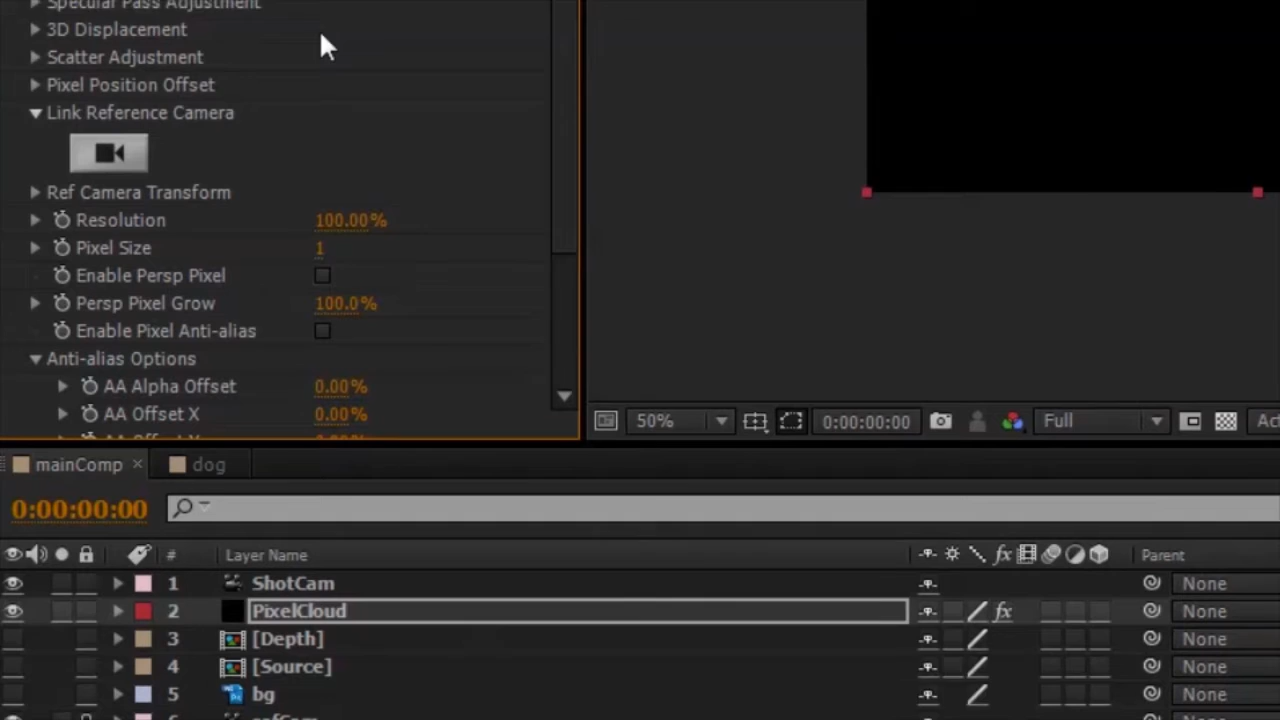 Specular Pass Adjustment
3D Displacement
Scatter Adjustment
Pixel Position Offset
Link Reference Camera
Ref Camera Transform
Resolution 100.00%
Pixel Size 1
Enable Persp Pixel
Persp Pixel Grow 100.0%
Enable Pixel Anti-alias
Anti-alias Options
AA Alpha Offset 0.00%
AA Offset X 0.00%
50% 0:00:00:00 Full
mainComp × dog
0:00:00:00
# Layer Name fx Parent
1 ShotCam None
2 PixelCloud fx None
3 [Depth] None
4 [Source] None
5 bg None